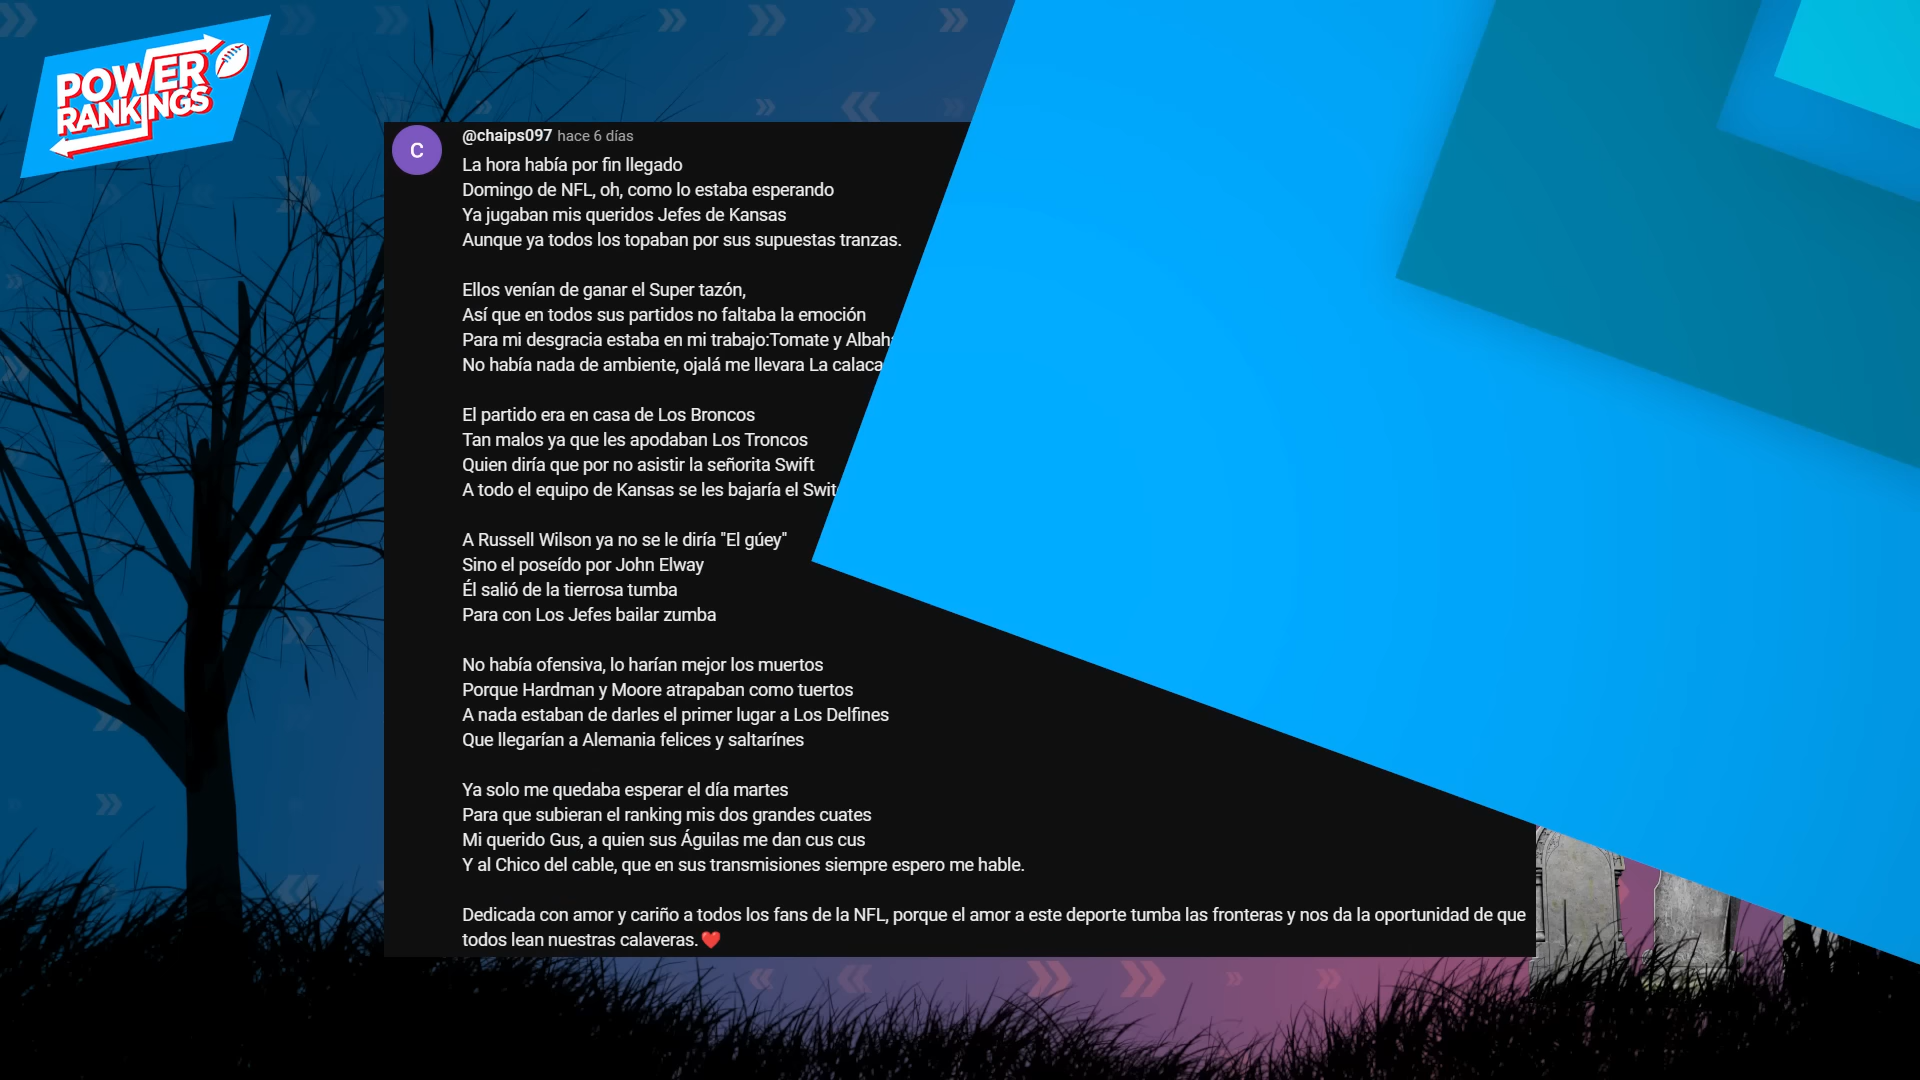 POWER
RANKINGS
C
@chaips097 hace 6 días
La hora había por fin llegado
Domingo de NFL, oh, como lo estaba esperando
Ya jugaban mis queridos Jefes de Kansas
Aunque ya todos los topaban por sus supuestas tranzas.
Ellos venían de ganar el Super tazón,
Así que en todos sus partidos no faltaba la emoción
Para mi desgracia estaba en mi trabajo:Tomate y
No había nada de ambiente, ojalá me llevara La calaca
El partido era en casa de Los Broncos
Tan malos ya que les apodaban Los Troncos
Quien diría que por no asistir la señorita Swift
A todo el equipo de Kansas se les bajaría el
A Russell Wilson ya no se le diría "El gúey"
Sino el poseído por John Elway
Él salió de la tierrosa tumba
Para con Los Jefes bailar zumba
No había ofensiva, lo harían mejor los muertos
Porque Hardman y Moore atrapaban como tuertos
A nada estaban de darles el primer lugar a Los Delfines
Que llegarían a Alemania felices y saltarínes
Ya solo me quedaba esperar el día martes
Para que subieran el ranking mis dos grandes cuates
Mi querido Gus, a quien sus Águilas me dan cus cus
Y al Chico del cable, que en sus transmisiones siempre espero me hable.
Dedicada con amor y cariño a todos los fans de la NFL, porque el amor a este deporte tumba las fronteras y nos da la oportunidad de que
todos lean nuestras calaveras.❤️